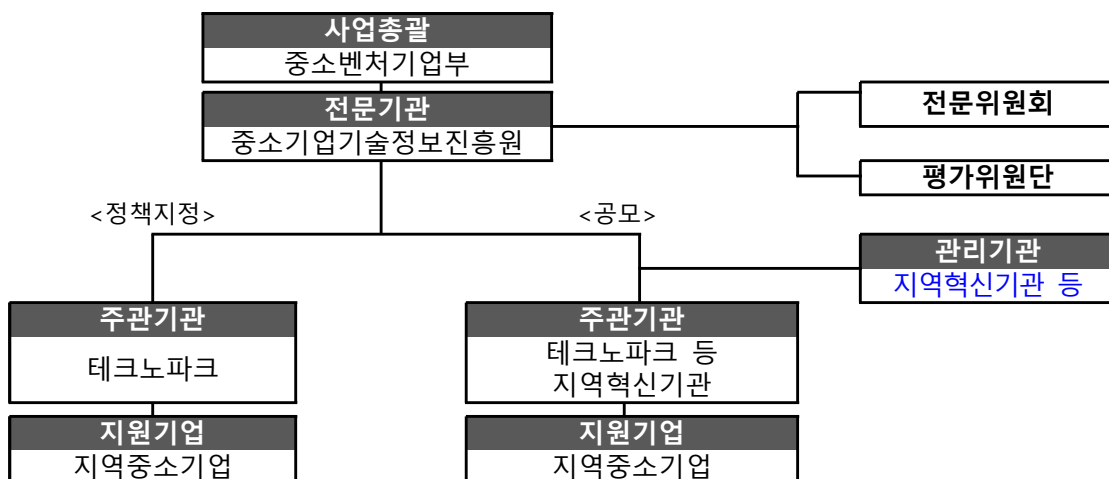 사업총괄
중소벤처기업부
전문기관
중소기업기술정보진흥원
전문위원회
평가위원단
<정책지정>
<공모>
관리기관
지역혁신기관 등
주관기관
테크노파크
주관기관
테크노파크 등
지역혁신기관
지원기업
지역중소기업
지원기업
지역중소기업